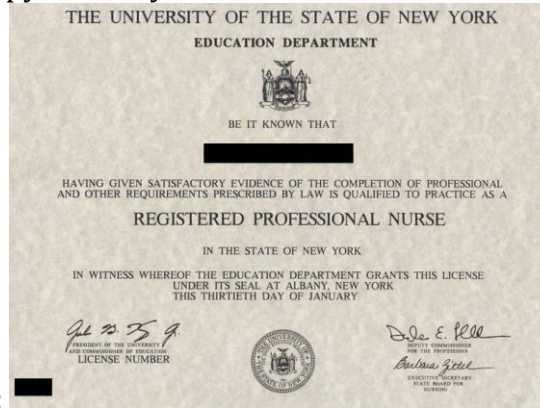 THE UNIVERSITY OF THE STATE OF NEW YORK
EDUCATION DEPARTMENT
BE IT KNOWN THAT
HAVING GIVEN SATISFACTORY EVIDENCE OF THE COMPLETION OF PROFESSIONAL
AND OTHER REQUIREMENTS PRESCRIBED BY LAW IS QUALIFIED TO PRACTICE AS A
REGISTERED PROFESSIONAL NURSE
IN THE STATE OF NEW YORK
IN WITNESS WHEREOF THE EDUCATION DEPARTMENT GRANTS THIS LICENSE
UNDER ITS SEAL AT ALBANY, NEW YORK
THIS THIRTIETH DAY OF JANUARY
PRESIDENT OF THE UNIVERSITY
AND COMMISSIONER OF EDUCATION
LICENSE NUMBER
DEPUTY COMMISSIONER
FOR THE PROFESSIONS
Barbara Zittel
EXECUTIVE SECRETARY
STATE BOARD FOR
NURSING